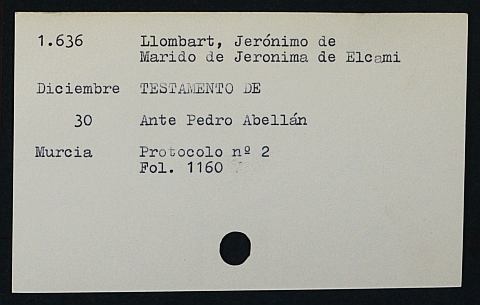 1.636 Llombart, Jerónimo de
Marido de Jeronima de Elcami
Diciembre TESTAMENTO DE
30 Ante Pedro Abellán
Murcia Protocolo nº 2
Fol. 1160